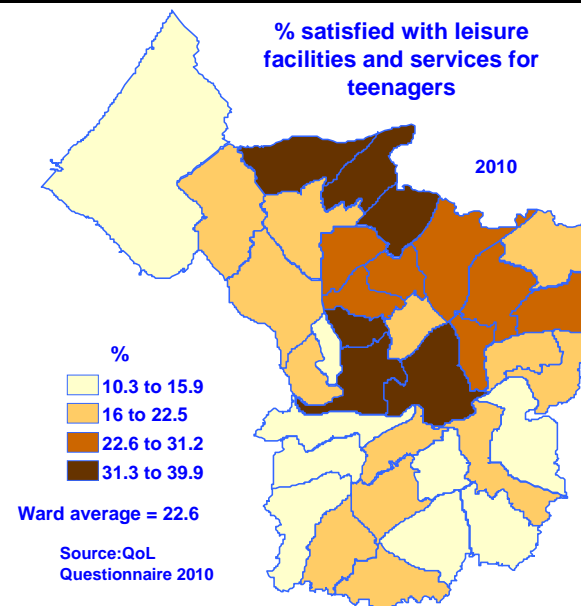 % satisfied with leisure
facilities and services for
teenagers
2010
%
10.3 to 15.9
16 to 22.5
22.6 to 31.2
31.3 to 39.9
Ward average = 22.6
Source:QoL
Questionnaire 2010